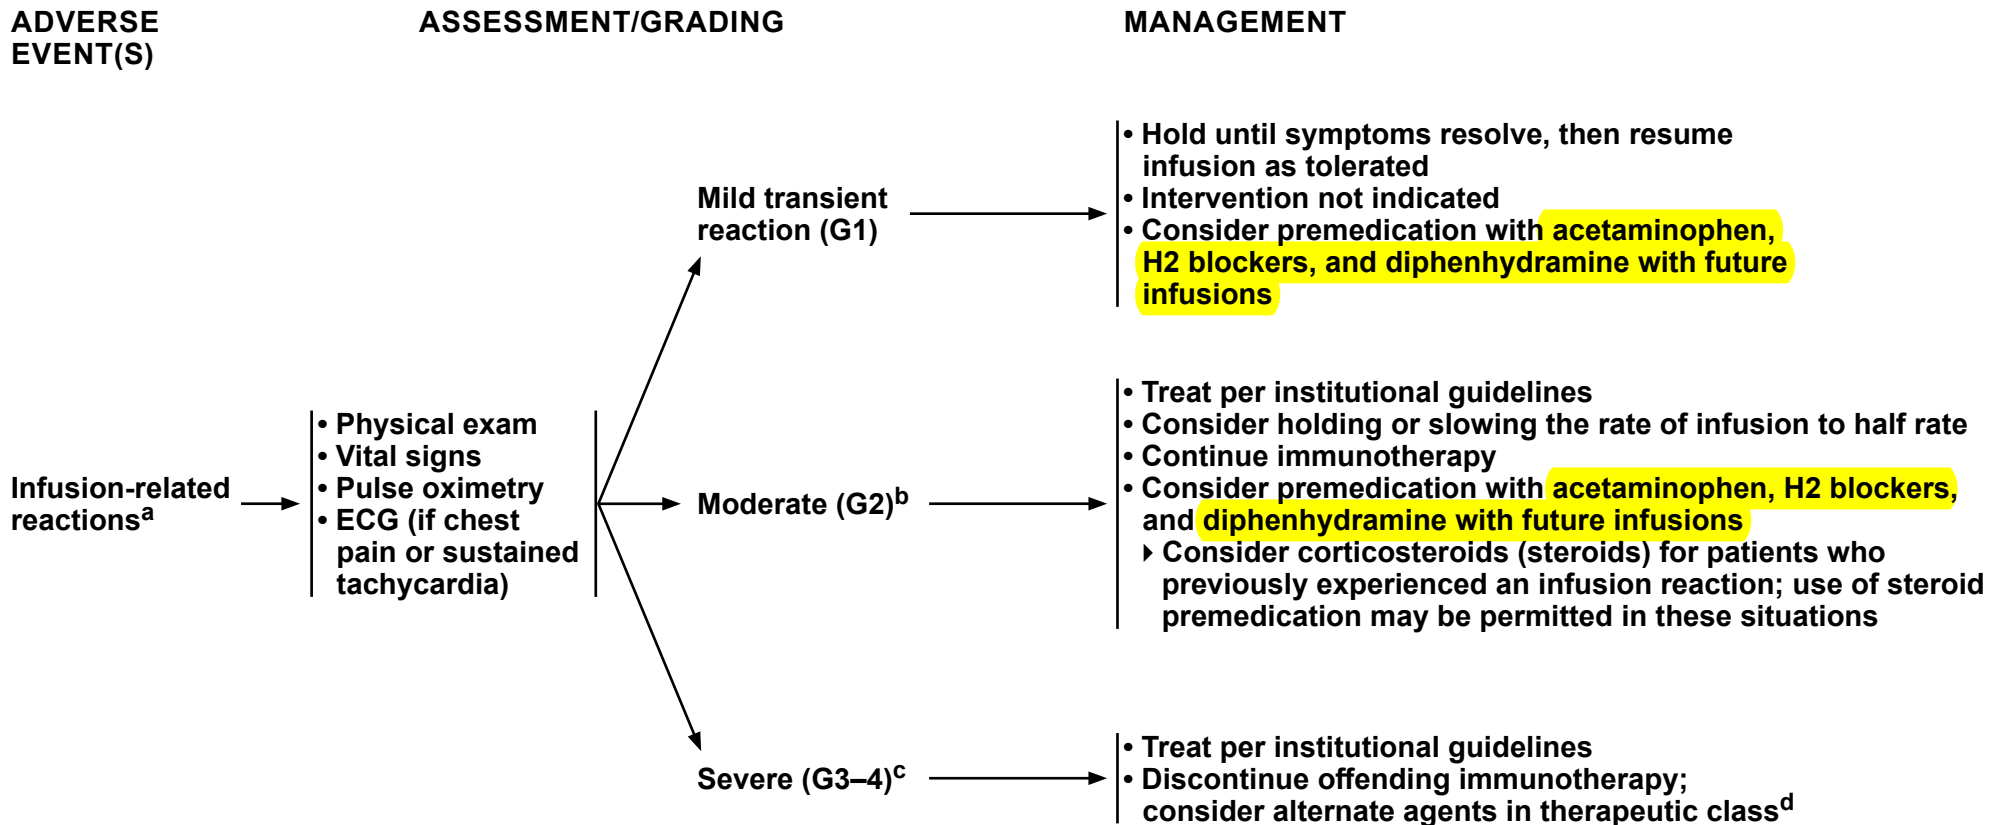 ADVERSE
EVENT(S)
ASSESSMENT/GRADING
MANAGEMENT
Infusion-related
reactionsa
• Physical exam
• Vital signs
• Pulse oximetry
• ECG (if chest
pain or sustained
tachycardia)
Mild transient
reaction (G1)
• Hold until symptoms resolve, then resume
infusion as tolerated
• Intervention not indicated
• Consider premedication with acetaminophen,
H2 blockers, and diphenhydramine with future
infusions
Moderate (G2)b
• Treat per institutional guidelines
• Consider holding or slowing the rate of infusion to half rate
• Continue immunotherapy
• Consider premedication with acetaminophen, H2 blockers,
and diphenhydramine with future infusions
▸ Consider corticosteroids (steroids) for patients who
previously experienced an infusion reaction; use of steroid
premedication may be permitted in these situations
Severe (G3–4)c
• Treat per institutional guidelines
• Discontinue offending immunotherapy;
consider alternate agents in therapeutic classd